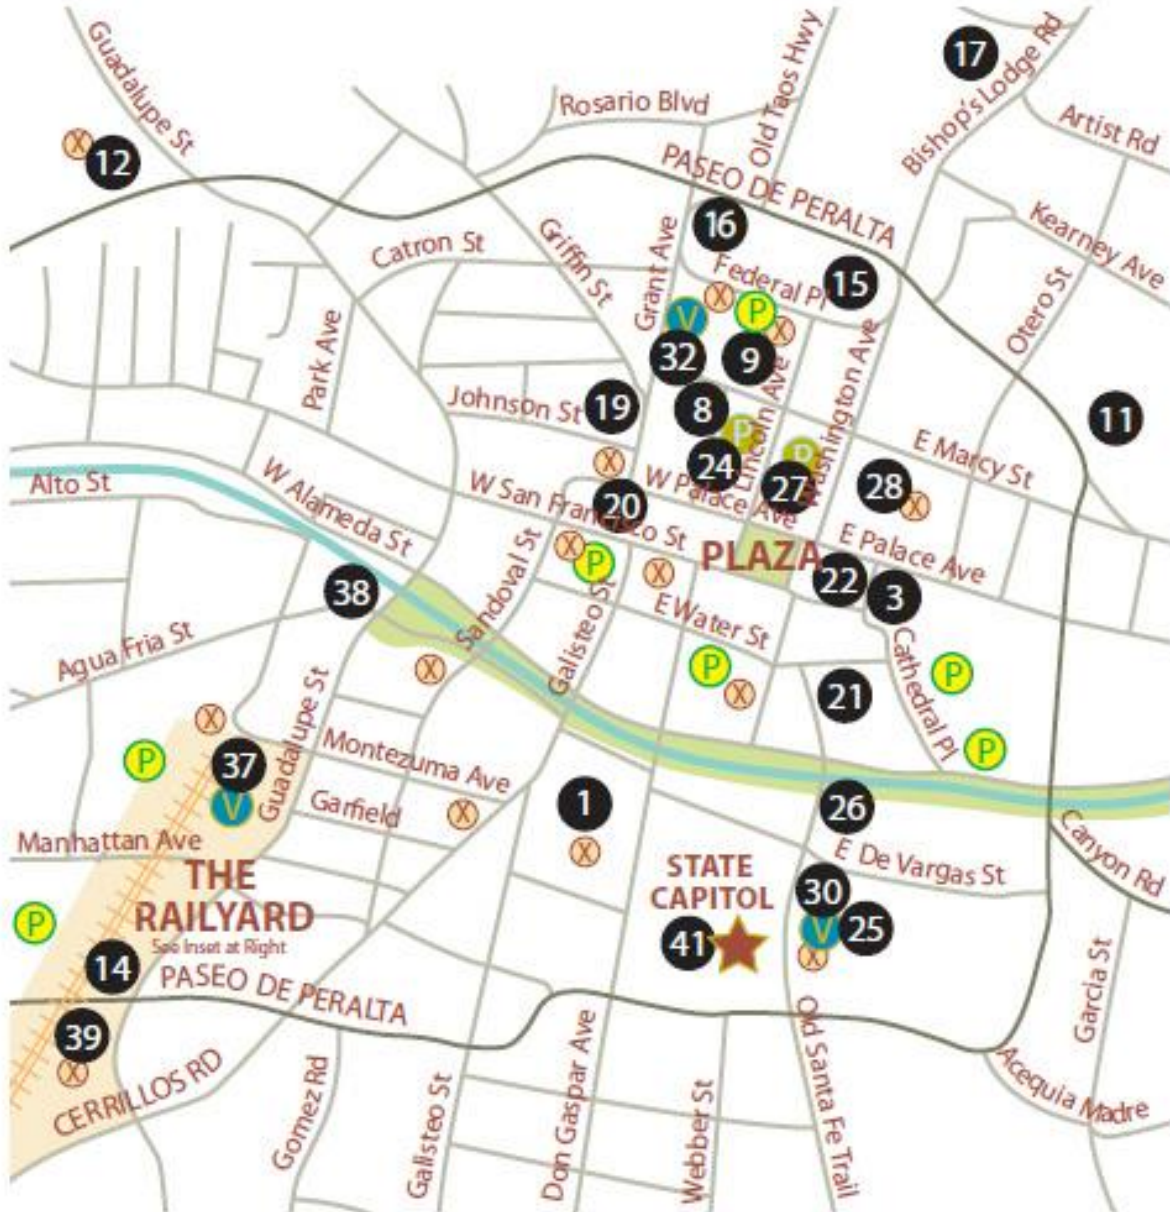 Guadalupe St
17
Bishop's Lodge Rd
Old Taos Hwy
Rosario Blvd
Artist Rd
X
12
PASEO DE PERALTA
16
Kearney Ave
Catron St
Griffin St
Grant Ave
Federal Pl
15
X
P
V
X
Otero St
Park Ave
32
9
Lincoln Ave
Washington Ave
Johnson St
19
8
11
P
E Marcy St
X
24
P
27
28
X
Alto St
W Alameda St
W San Francisco St
20
W Palace Ave
E Palace Ave
X
P
X
PLAZA
22
3
38
Sandoval St
Galisteo St
E Water St
Agua Fria St
Cathedral Pl
X
P
X
P
21
X
P
37
V
Guadalupe St
Montezuma Ave
P
Garfield
X
1
X
26
Manhattan Ave
Canyon Rd
THE
RAILYARD
See Inset at Right
STATE
CAPITOL
E De Vargas St
30
P
41
V
25
X
14
PASEO DE PERALTA
Garcia St
39
X
CERRILLOS RD
Gomez Rd
Galisteo St
Don Gaspar Ave
Webber St
Old Santa Fe Trail
Acequia Madre